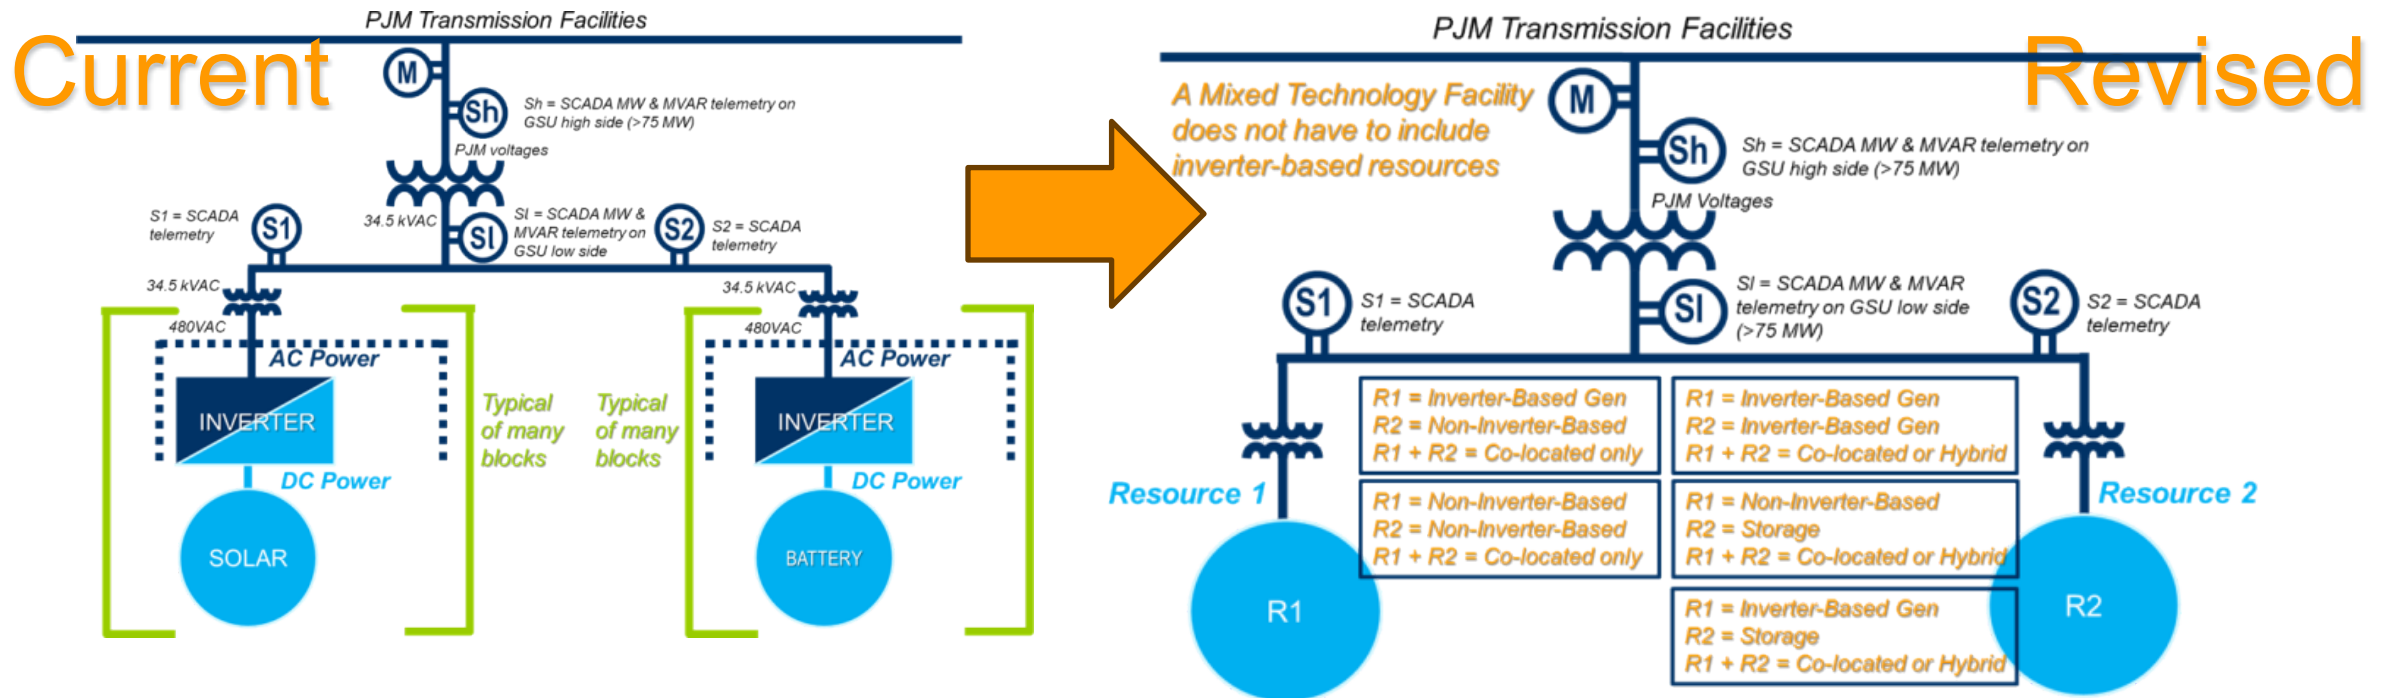 Current
PJM Transmission Facilities
M
Sh
Sh = SCADA MW & MVAR telemetry on
GSU high side (>75 MW)
PJM voltages
34.5 kVAC
Sl
Sl = SCADA MW &
MVAR telemetry on
GSU low side
S1 = SCADA
telemetry
S1
S2
S2 = SCADA
telemetry
34.5 kVAC
480VAC
AC Power
INVERTER
DC Power
SOLAR
Typical
of many
blocks
34.5 kVAC
480VAC
AC Power
INVERTER
DC Power
BATTERY
Typical
of many
blocks
Revised
PJM Transmission Facilities
A Mixed Technology Facility
does not have to include
inverter-based resources
M
Sh
Sh = SCADA MW & MVAR telemetry on
GSU high side (>75 MW)
PJM Voltages
Sl
Sl = SCADA MW & MVAR
telemetry on GSU low side
(>75 MW)
S1
S1 = SCADA
telemetry
S2
S2 = SCADA
telemetry
R1 = Inverter-Based Gen
R2 = Non-Inverter-Based
R1 + R2 = Co-located only
R1 = Inverter-Based Gen
R2 = Inverter-Based Gen
R1 + R2 = Co-located or Hybrid
R1 = Non-Inverter-Based
R2 = Non-Inverter-Based
R1 + R2 = Co-located only
R1 = Non-Inverter-Based
R2 = Storage
R1 + R2 = Co-located or Hybrid
R1 = Inverter-Based Gen
R2 = Storage
R1 + R2 = Co-located or Hybrid
Resource 1
R1
Resource 2
R2